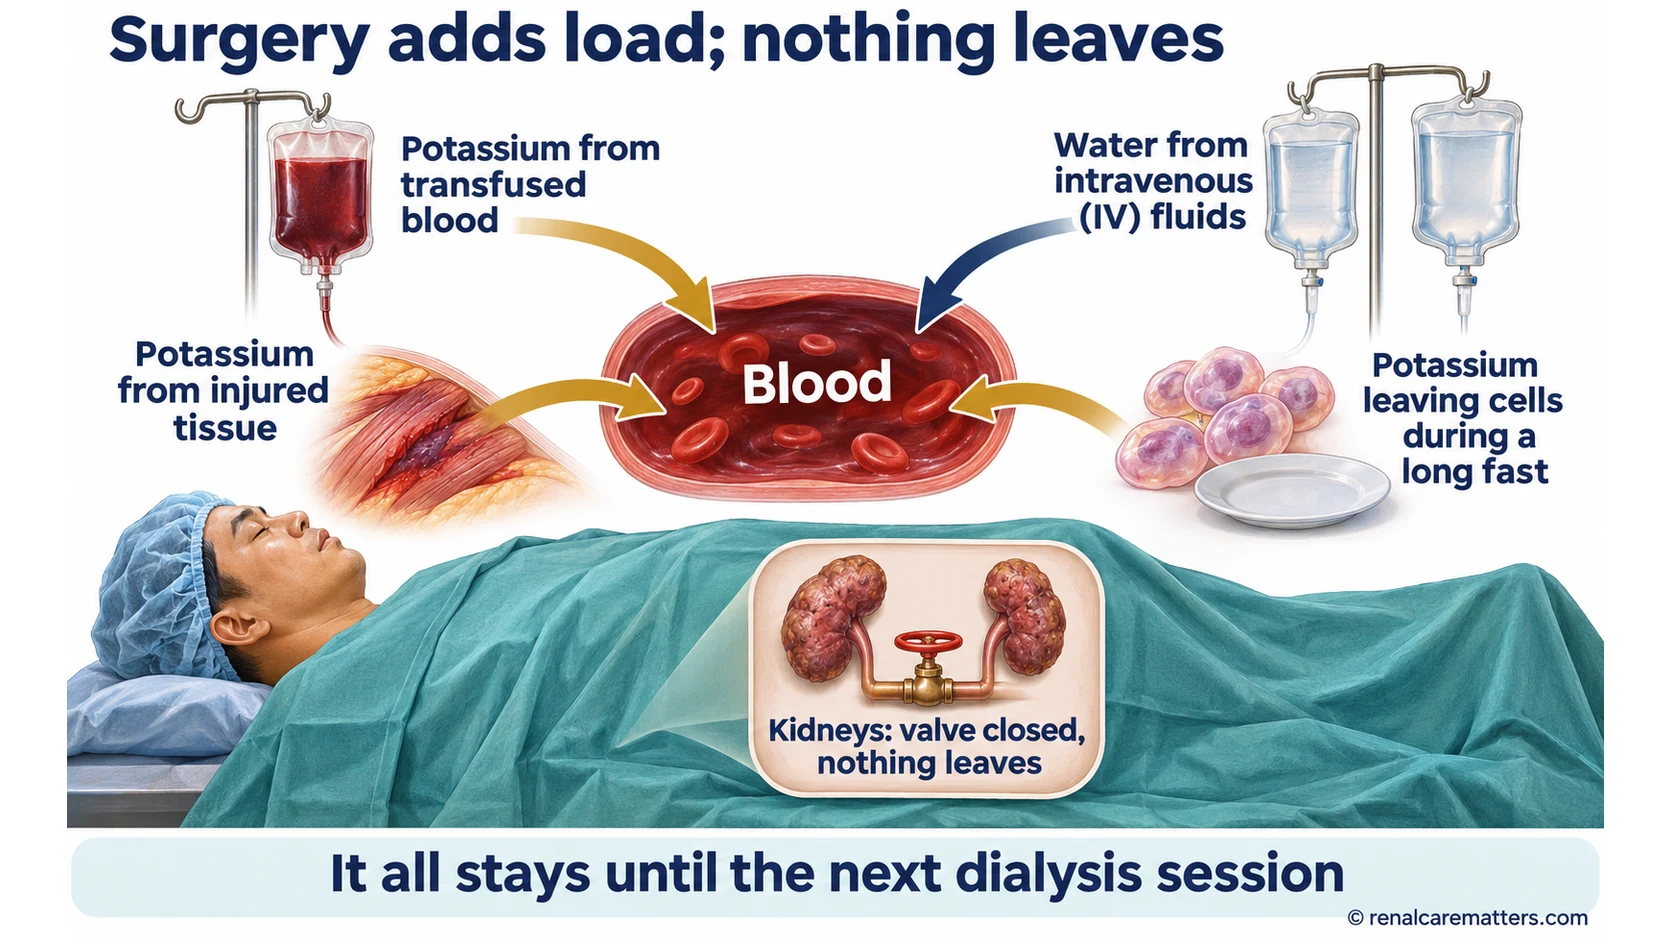 Surgery adds load; nothing leaves
Potassium from
transfused
blood
Water from
intravenous
(IV) fluids
Potassium
from injured
tissue
Blood
Potassium
leaving cells
during a
long fast
Kidneys: valve closed,
nothing leaves
It all stays until the next dialysis session
© renalcarematters.com